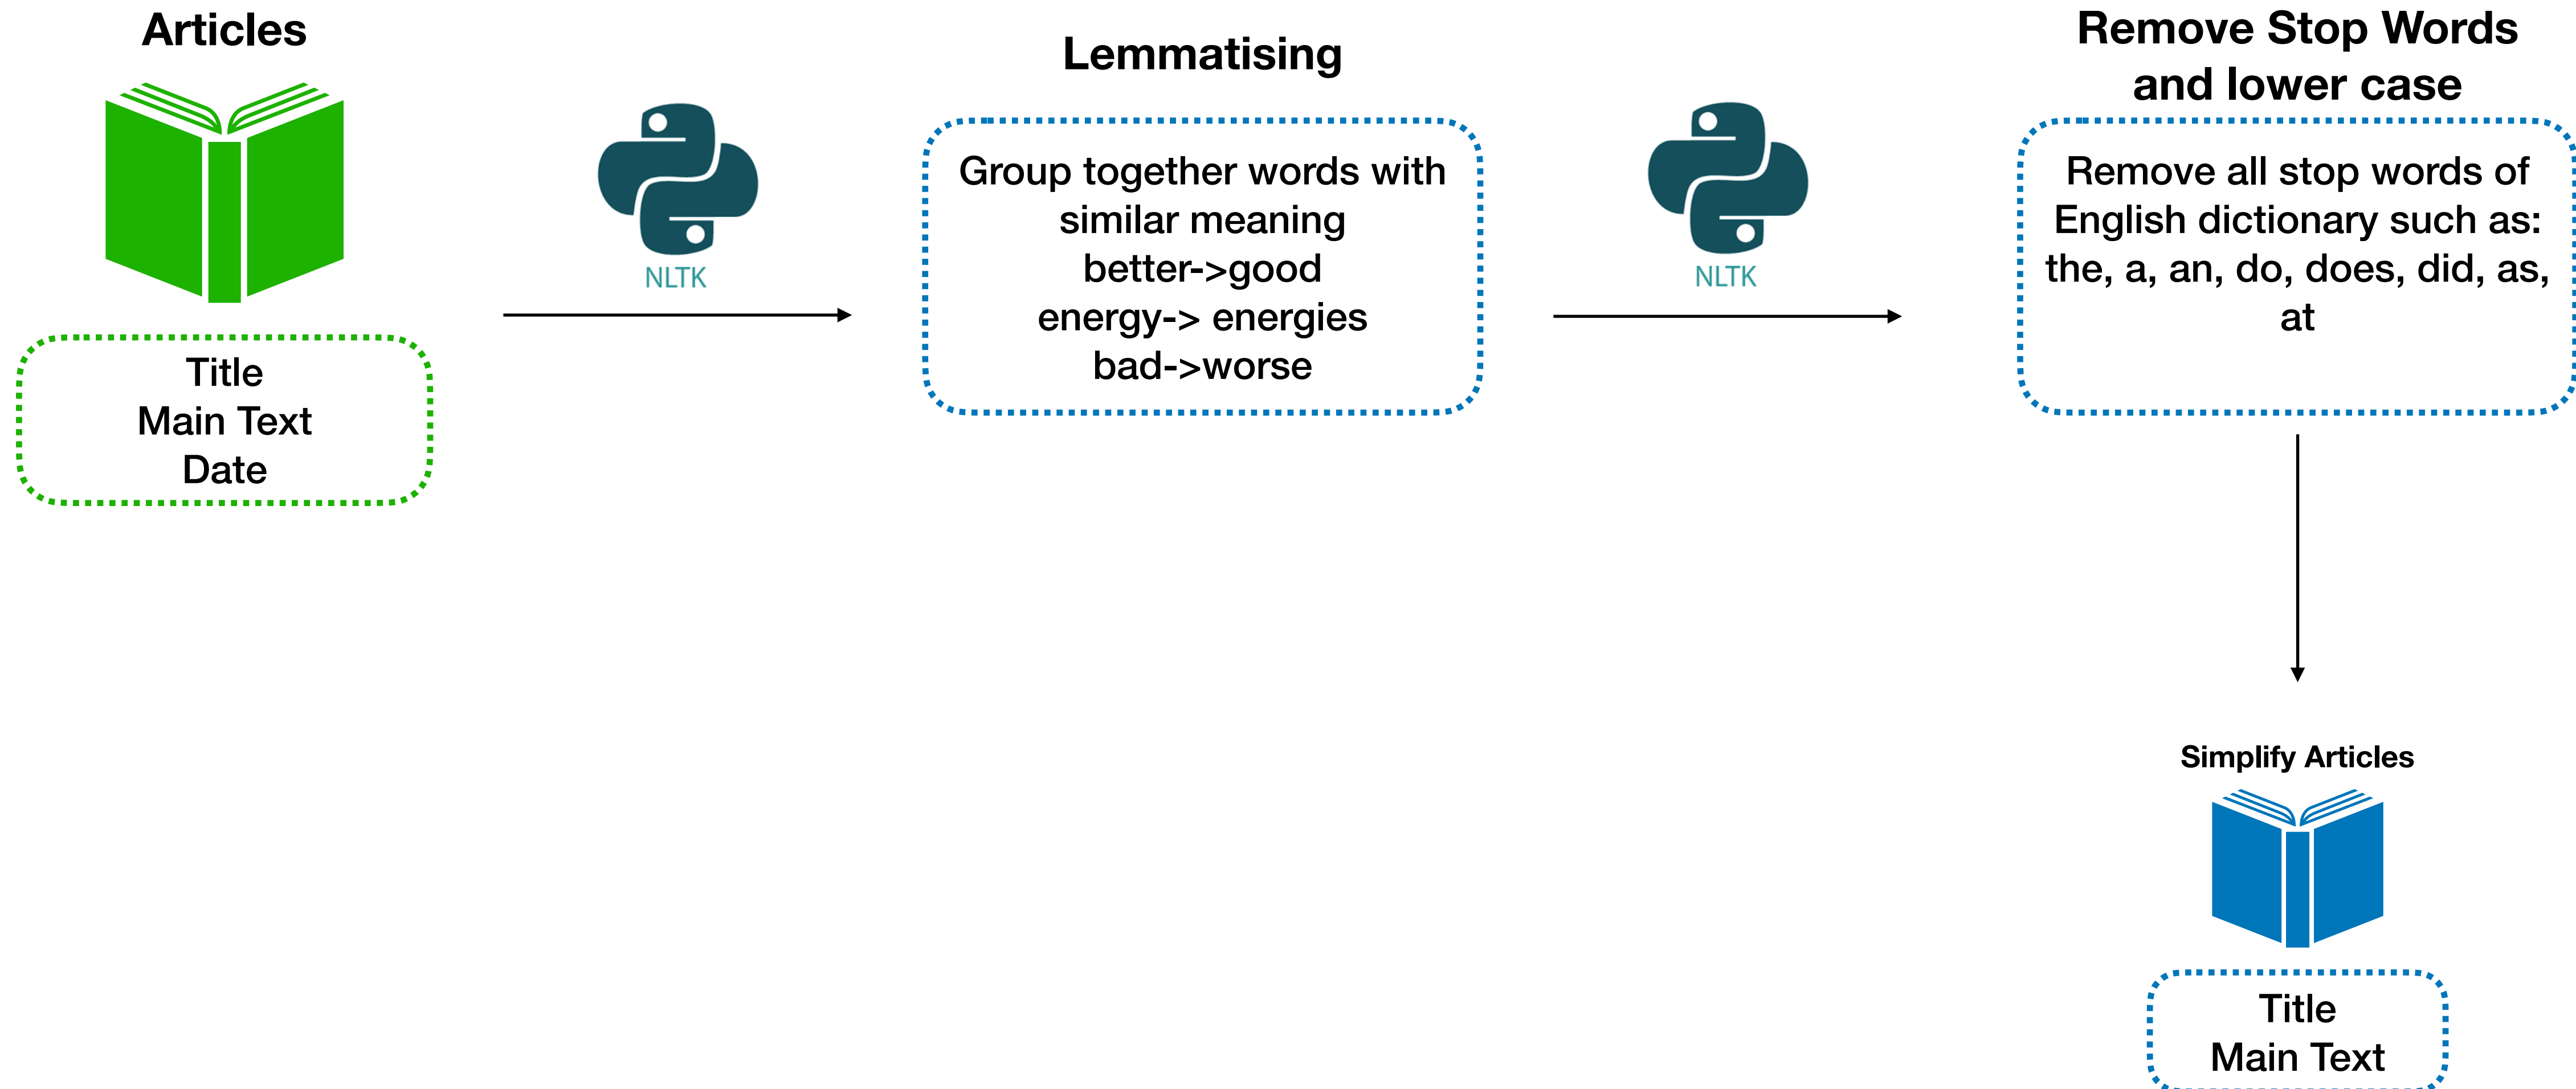 Articles
Title
Main Text
Date
NLTK
Lemmatising
Group together words with
similar meaning
better->good
energy-> energies
bad->worse
NLTK
Remove Stop Words
and lower case
Remove all stop words of
English dictionary such as:
the, a, an, do, does, did, as,
at
Simplify Articles
Title
Main Text